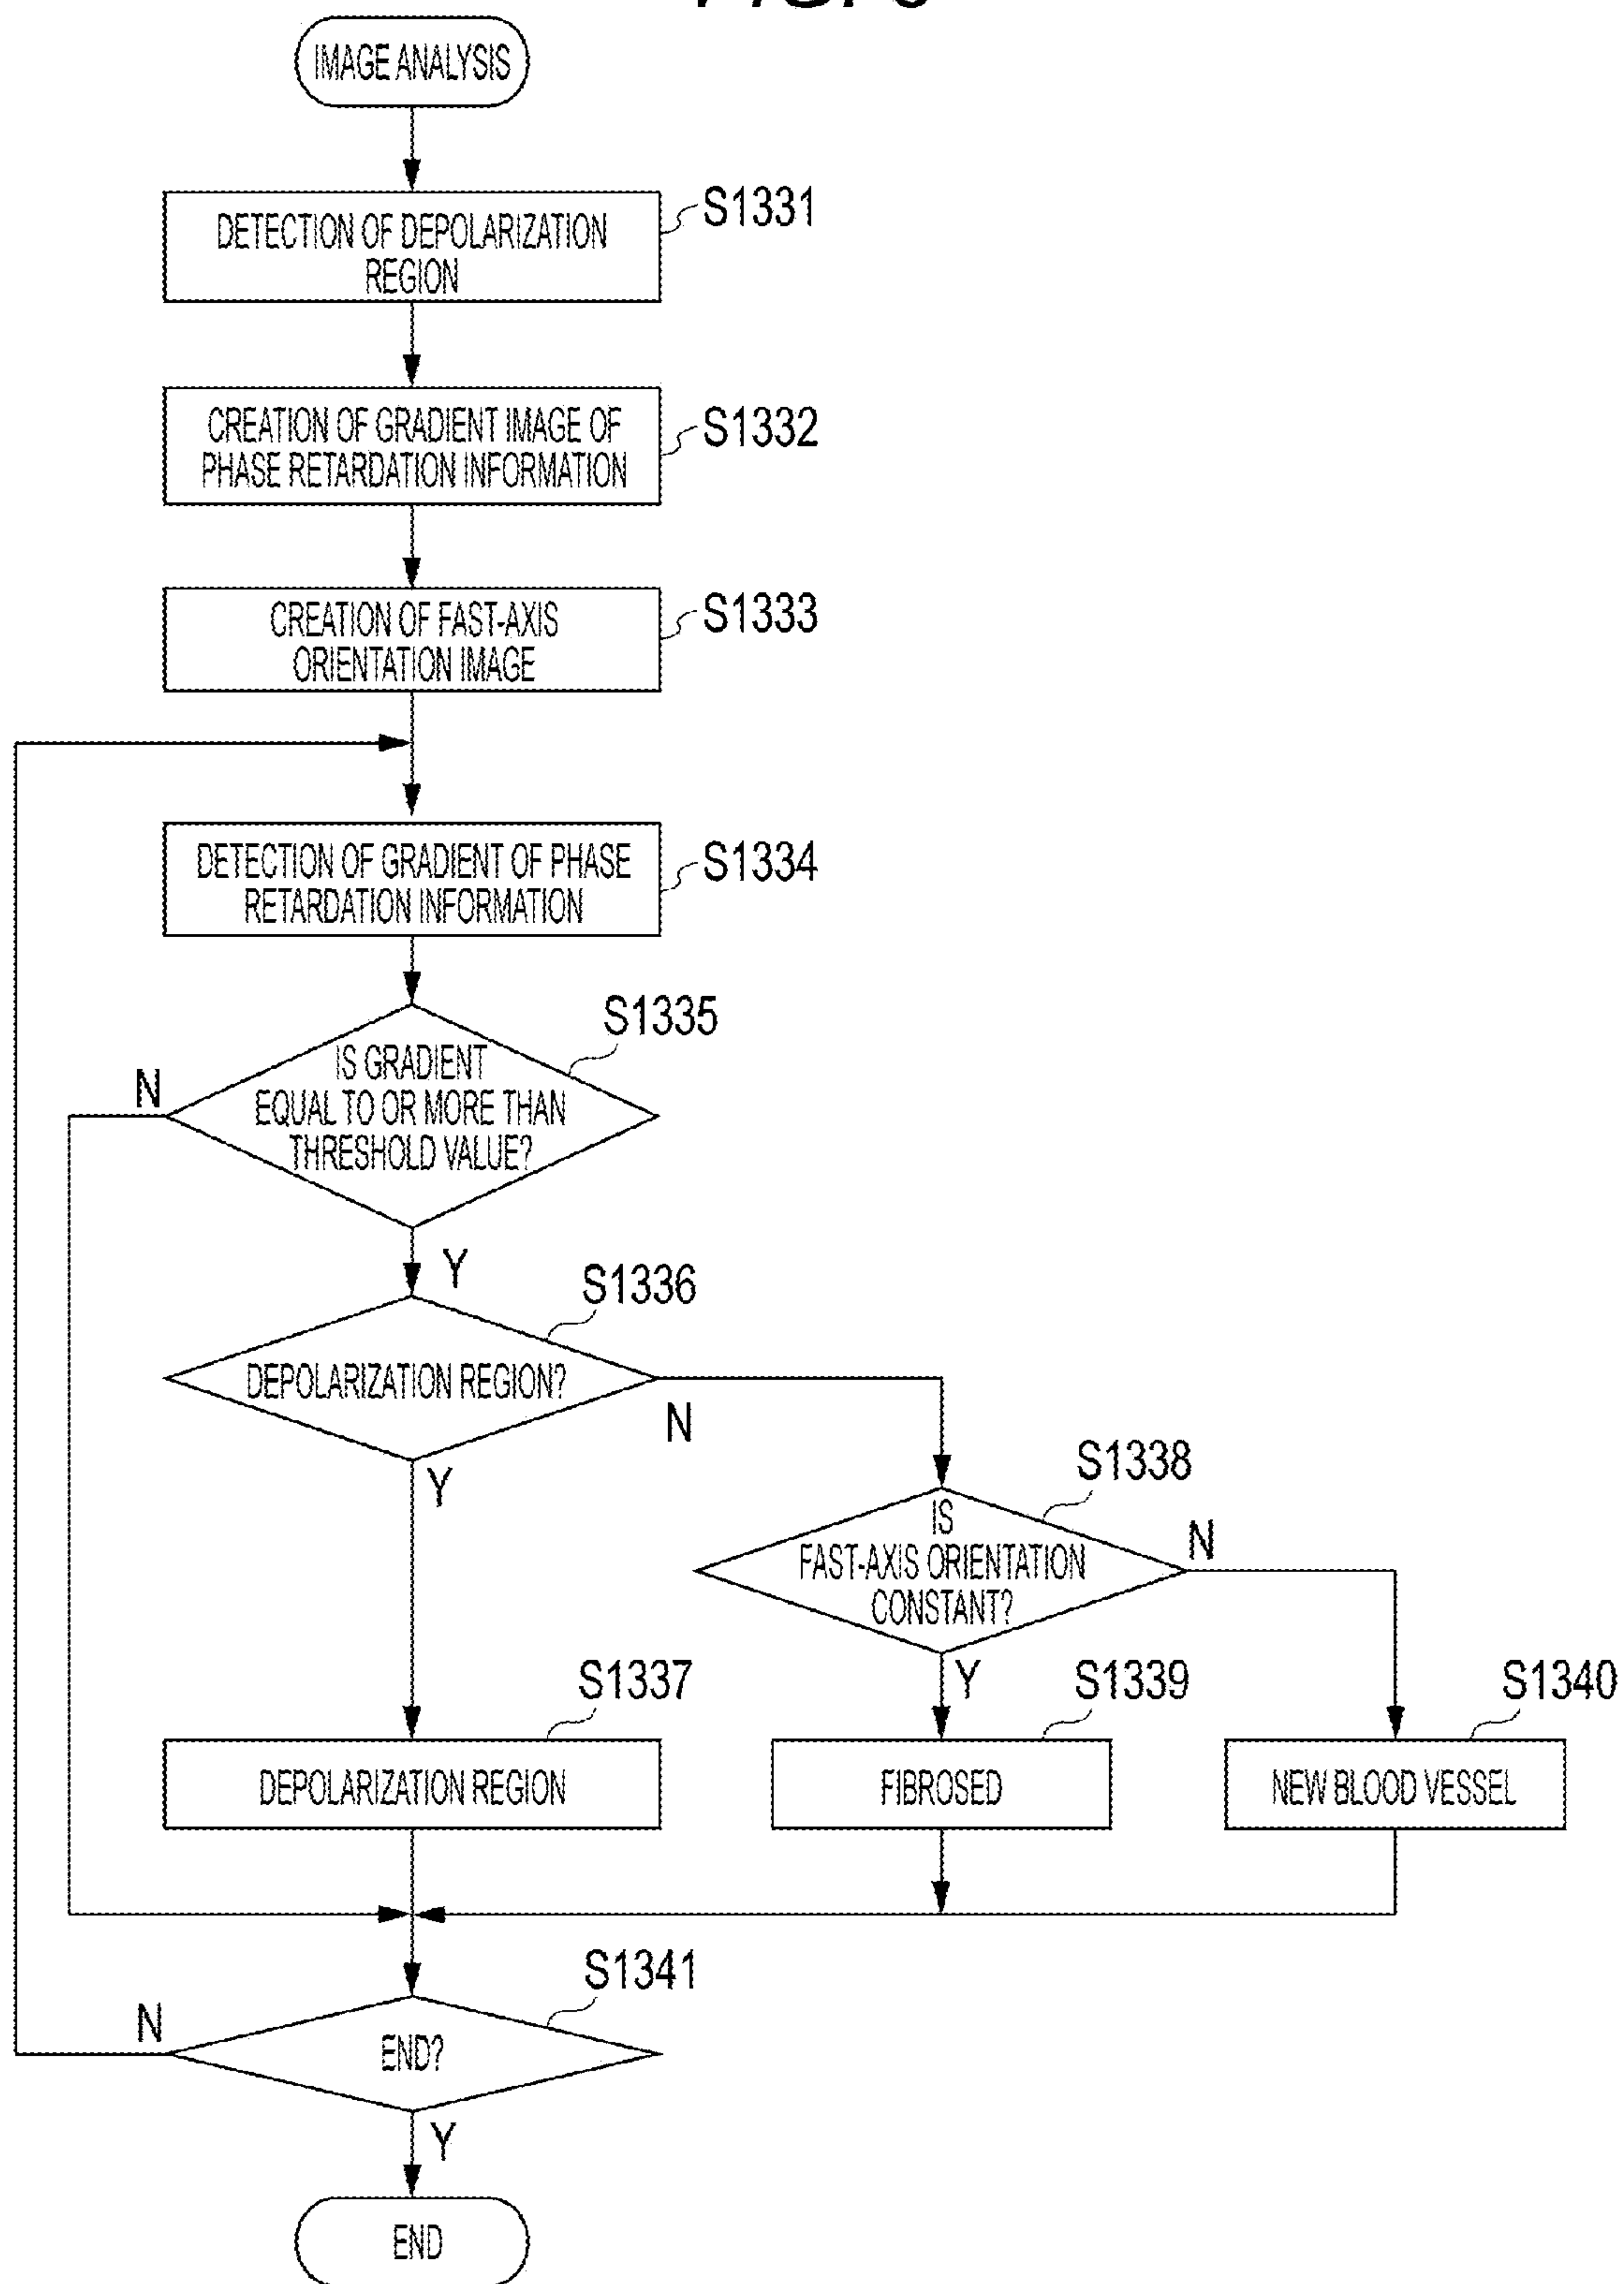 IMAGE ANALYSIS
S1331
DETECTION OF DEPOLARIZATION
REGION
S1332
CREATION OF GRADIENT IMAGE OF
PHASE RETARDATION INFORMATION
S1333
CREATION OF FAST-AXIS
ORIENTATION IMAGE
S1334
DETECTION OF GRADIENT OF PHASE
RETARDATION INFORMATION
S1335
IS GRADIENT
EQUAL TO OR MORE THAN
THRESHOLD VALUE?
N
Y
S1336
DEPOLARIZATION REGION?
N
Y
S1338
IS
FAST-AXIS ORIENTATION
CONSTANT?
N
Y
S1337
DEPOLARIZATION REGION
S1339
FIBROSED
S1340
NEW BLOOD VESSEL
S1341
END?
N
Y
END